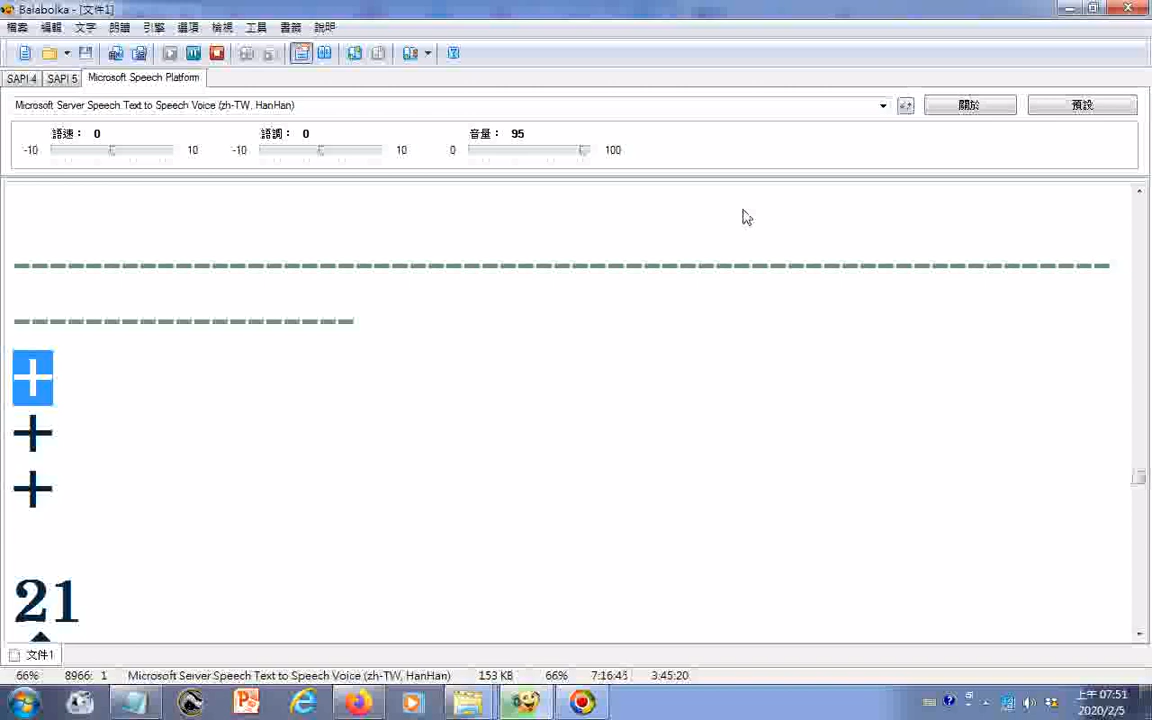 Balabolka - [文件1]
檔案 編輯 文字 朗讀 引擎 選項 檢視 工具 書籤 說明
SAPI 4 SAPI 5 Microsoft Speech Platform
Microsoft Server Speech Text to Speech Voice (zh-TW, HanHan) 關於 預設
語速： 0 語調： 0 音量： 95
-10 10 -10 10 0 100
----------------------------------------------------------------
-------------------
+
+
+
21
文件1
66% 8966: 1 Microsoft Server Speech Text to Speech Voice (zh-TW, HanHan) 153 KB 66% 7:16:45 3:45:20
上午 07:51
2020/2/5